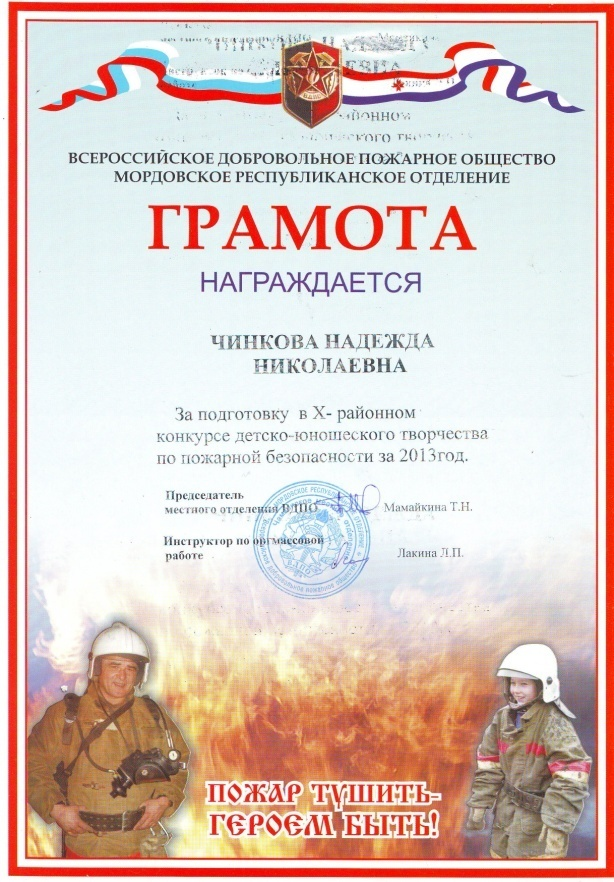 ВСЕРОССИЙСКОЕ ДОБРОВОЛЬНОЕ ПОЖАРНОЕ ОБЩЕСТВО
МОРДОВСКОЕ РЕСПУБЛИКАНСКОЕ ОТДЕЛЕНИЕ
ГРАМОТА
НАГРАЖДАЕТСЯ
ЧИНКОВА НАДЕЖДА
НИКОЛАЕВНА
За подготовку в Х- районном
конкурсе детско-юношеского творчества
по пожарной безопасности за 2013год.
Председатель
местного отделения ВДПО Мамайкина Т.Н.
Инструктор по оргмассовой
работе Лакина Л.П.
ПОЖАР ТУШИТЬ-
ГЕРОЕМ БЫТЬ!